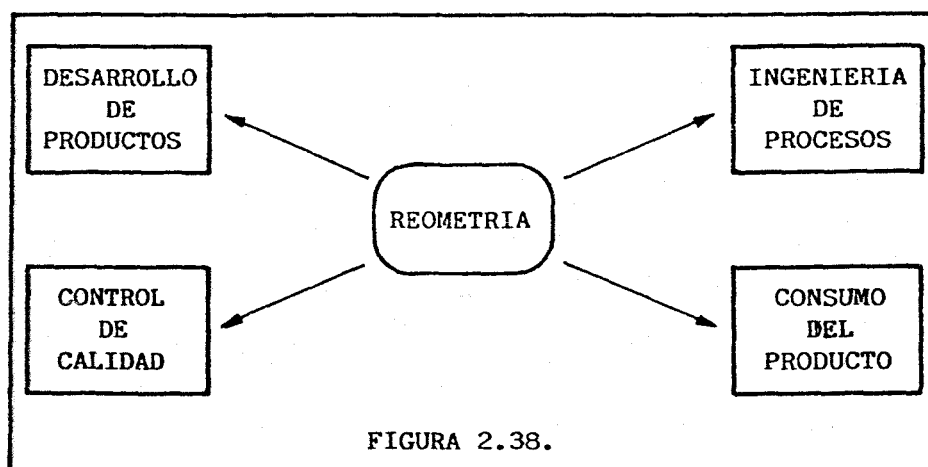 DESARROLLO
DE
PRODUCTOS
INGENIERIA
DE
PROCESOS
REOMETRIA
CONTROL
DE
CALIDAD
CONSUMO
DEL
PRODUCTO
FIGURA 2.38.